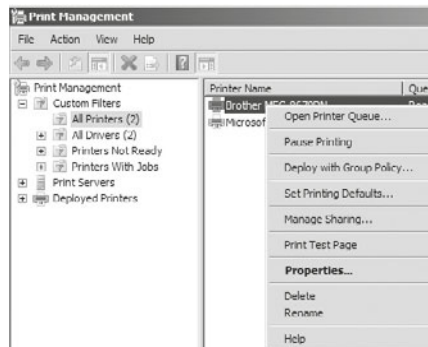 Print Management
File Action View Help
Print Management
Custom Filters
All Printers (2)
All Drivers (2)
Printers Not Ready
Printers With Jobs
Print Servers
Deployed Printers
Printer Name Que
Brother
Microsof
Open Printer Queue...
Pause Printing
Deploy with Group Policy...
Set Printing Defaults...
Manage Sharing...
Print Test Page
Properties...
Delete
Rename
Help